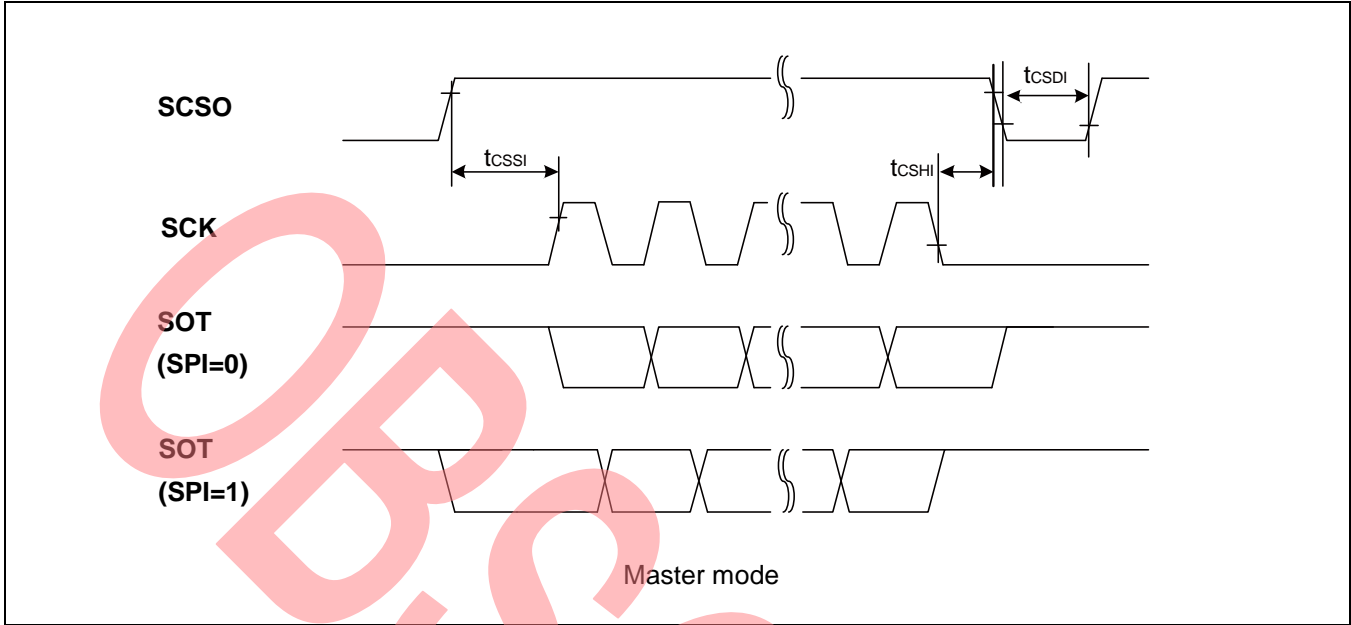 SCSO
tCSDI
tCSSI
tCSHI
SCK
SOT
(SPI=0)
SOT
(SPI=1)
Master mode